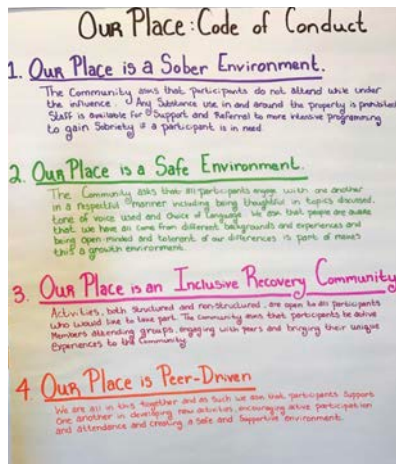 Our Place: Code of Conduct
1. Our Place is a Sober Environment.
The Community asks that participants do not attend while under
the influence. Any Substance use in and around the property is prohibited
Staff is available for Support and Referral to more intensive programming
to gain Sobriety if a participant is in need.
2. Our Place is a Safe Environment.
The Community asks that all participants engage with one another
in a respectful manner including being thoughtful in topics discussed,
tone of voice used and choice of language. We ask that people are aware
that we have all come from different backgrounds and experiences and
being open-minded and tolerant of our differences is part of makes
this a growth environment.
3. Our Place is an Inclusive Recovery Community
Activities, both structured and non-structured, are open to all participants
who would like to take part. The Community asks that participants be active
Members attending groups, engaging with peers and bringing their unique
Experiences to the Community.
4. Our Place is Peer-Driven
We are all in this together and as such we ask that participants Support
One another in developing new activities, encouraging active participation
and attendance and creating a safe and Supportive environment.